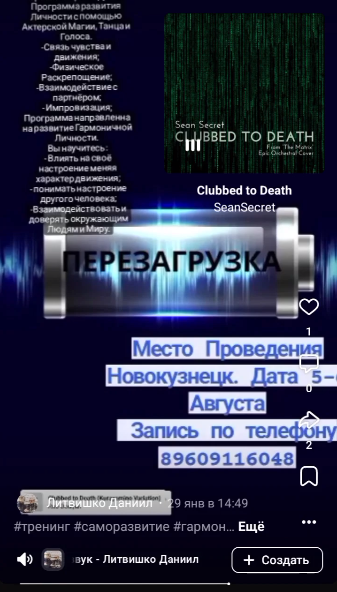 Программа развития
Личности с помощью
Актерской Магии, Танца и
Голоса.
-Связь чувства и
движения;
-Физическое
Раскрепощение;
-Взаимодействие с
партнёром;
-Импровизация;
Программа направленна
на развитие Гармоничной
Личности.
Вы научитесь:
- Влиять на своё
настроение меняя
характер движения;
- понимать настроение
другого человека;
-Взаимодействовать и
доверять окружающим
Людям и Миру.
Sean Secret
CLUBBED TO DEATH
From 'The Matrix'
Epic Orchestral Cover
Clubbed to Death
SeanSecret
ПЕРЕЗАГРУЗКА
1
Место Проведения
Новокузнецк. Дата 5-
0
Августа
Запись по телефону
2
89609116048
Clubbed to Death (Kurayamino Variation)
Литвишко Даниил · 29 янв в 14:49
#тренинг #саморазвитие #гармон... Ещё
вук - Литвишко Даниил
+ Создать